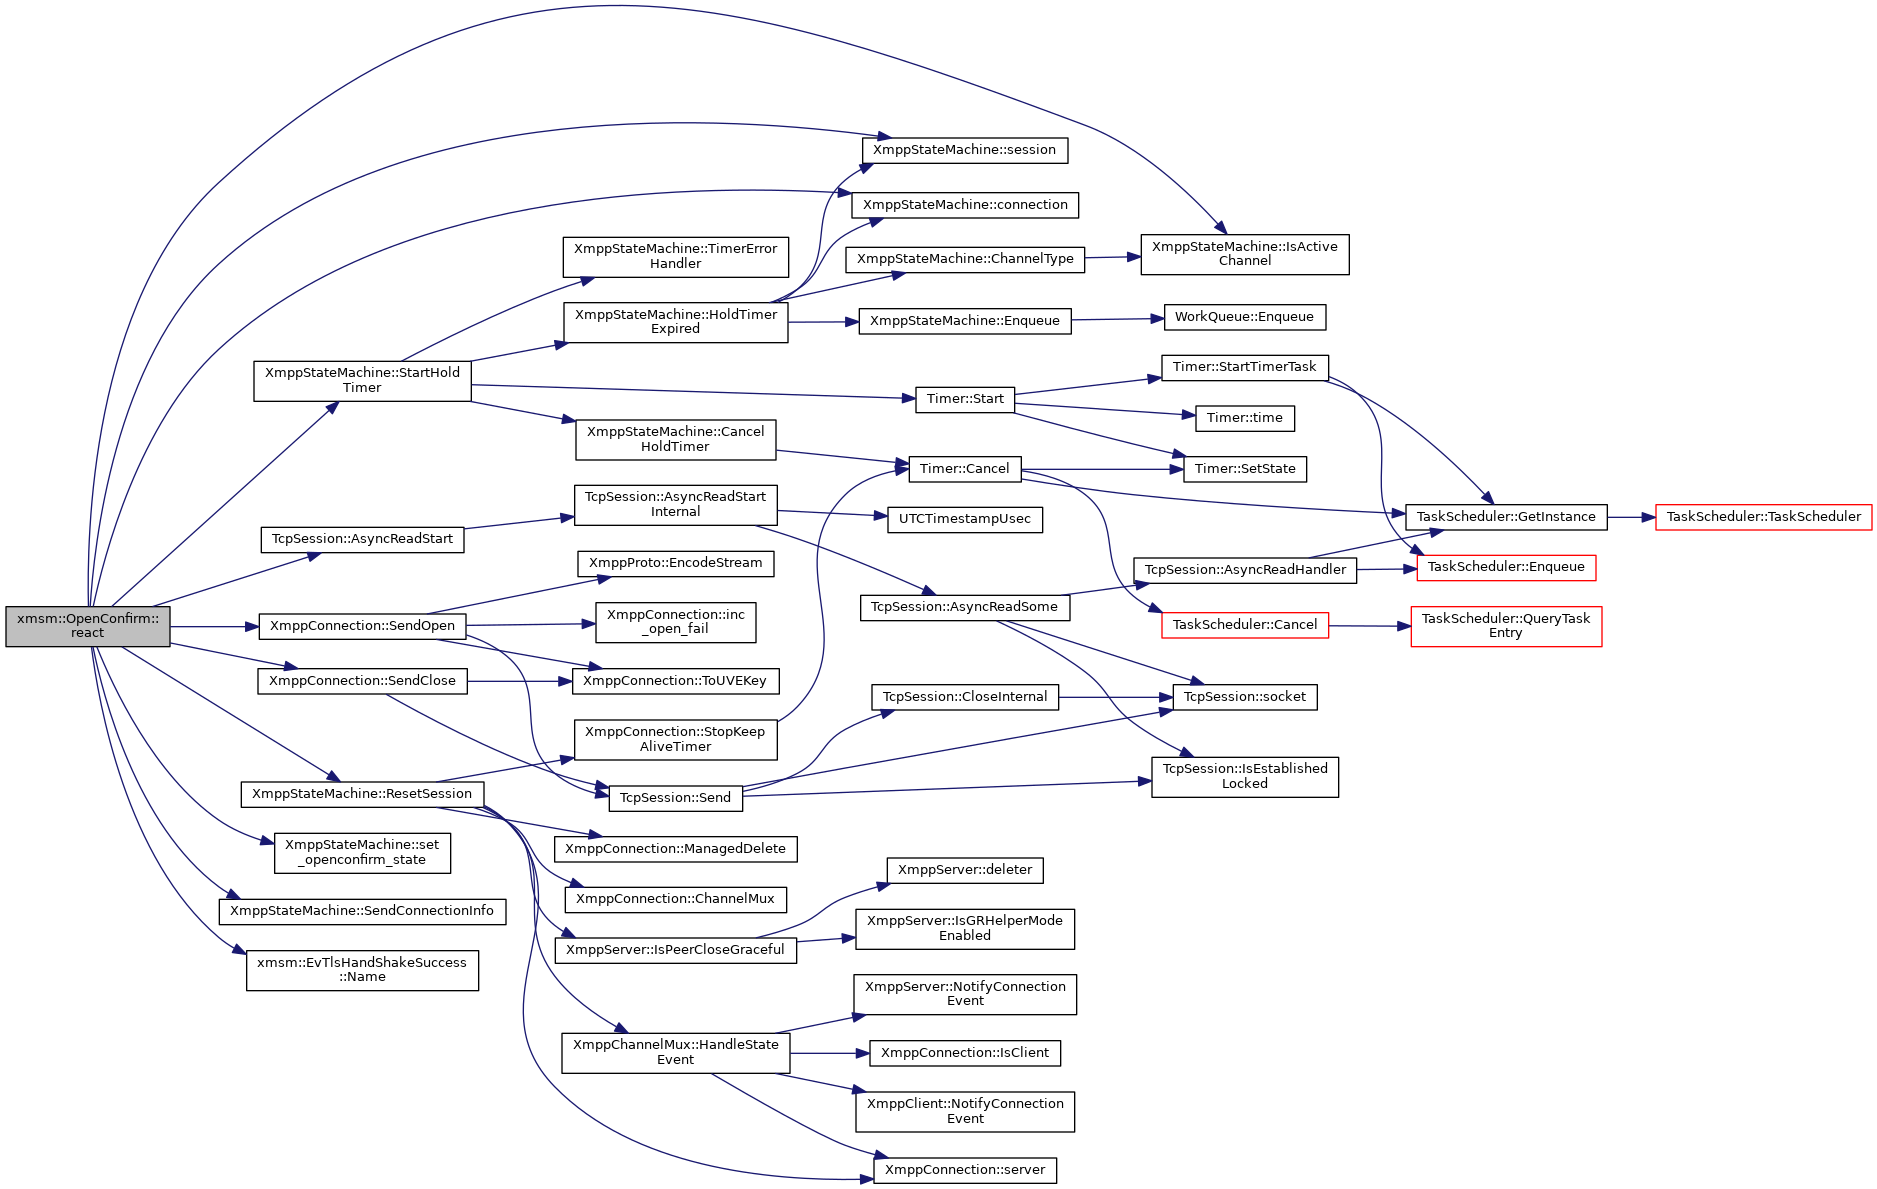 xmsm::OpenConfirm::
react
XmppStateMachine::session
XmppStateMachine::connection
XmppStateMachine::IsActive
Channel
XmppStateMachine::TimerError
Handler
XmppStateMachine::ChannelType
XmppStateMachine::HoldTimer
Expired
XmppStateMachine::Enqueue
WorkQueue::Enqueue
XmppStateMachine::StartHold
Timer
Timer::StartTimerTask
Timer::Start
Timer::time
XmppStateMachine::Cancel
HoldTimer
Timer::Cancel
Timer::SetState
TcpSession::AsyncReadStart
Internal
UTCTimestampUsec
TaskScheduler::GetInstance
TaskScheduler::TaskScheduler
TcpSession::AsyncReadStart
XmppProto::EncodeStream
TcpSession::AsyncReadHandler
TaskScheduler::Enqueue
TcpSession::AsyncReadSome
XmppConnection::SendOpen
XmppConnection::inc
_open_fail
TaskScheduler::Cancel
TaskScheduler::QueryTask
Entry
XmppConnection::SendClose
XmppConnection::ToUVEKey
TcpSession::CloseInternal
TcpSession::socket
XmppConnection::StopKeep
AliveTimer
TcpSession::IsEstablished
Locked
XmppStateMachine::ResetSession
TcpSession::Send
XmppStateMachine::set
_openconfirm_state
XmppConnection::ManagedDelete
XmppServer::deleter
XmppConnection::ChannelMux
XmppStateMachine::SendConnectionInfo
XmppServer::IsGRHelperMode
Enabled
XmppServer::IsPeerCloseGraceful
xmsm::EvTlsHandShakeSuccess
::Name
XmppServer::NotifyConnection
Event
XmppChannelMux::HandleState
Event
XmppConnection::IsClient
XmppClient::NotifyConnection
Event
XmppConnection::server